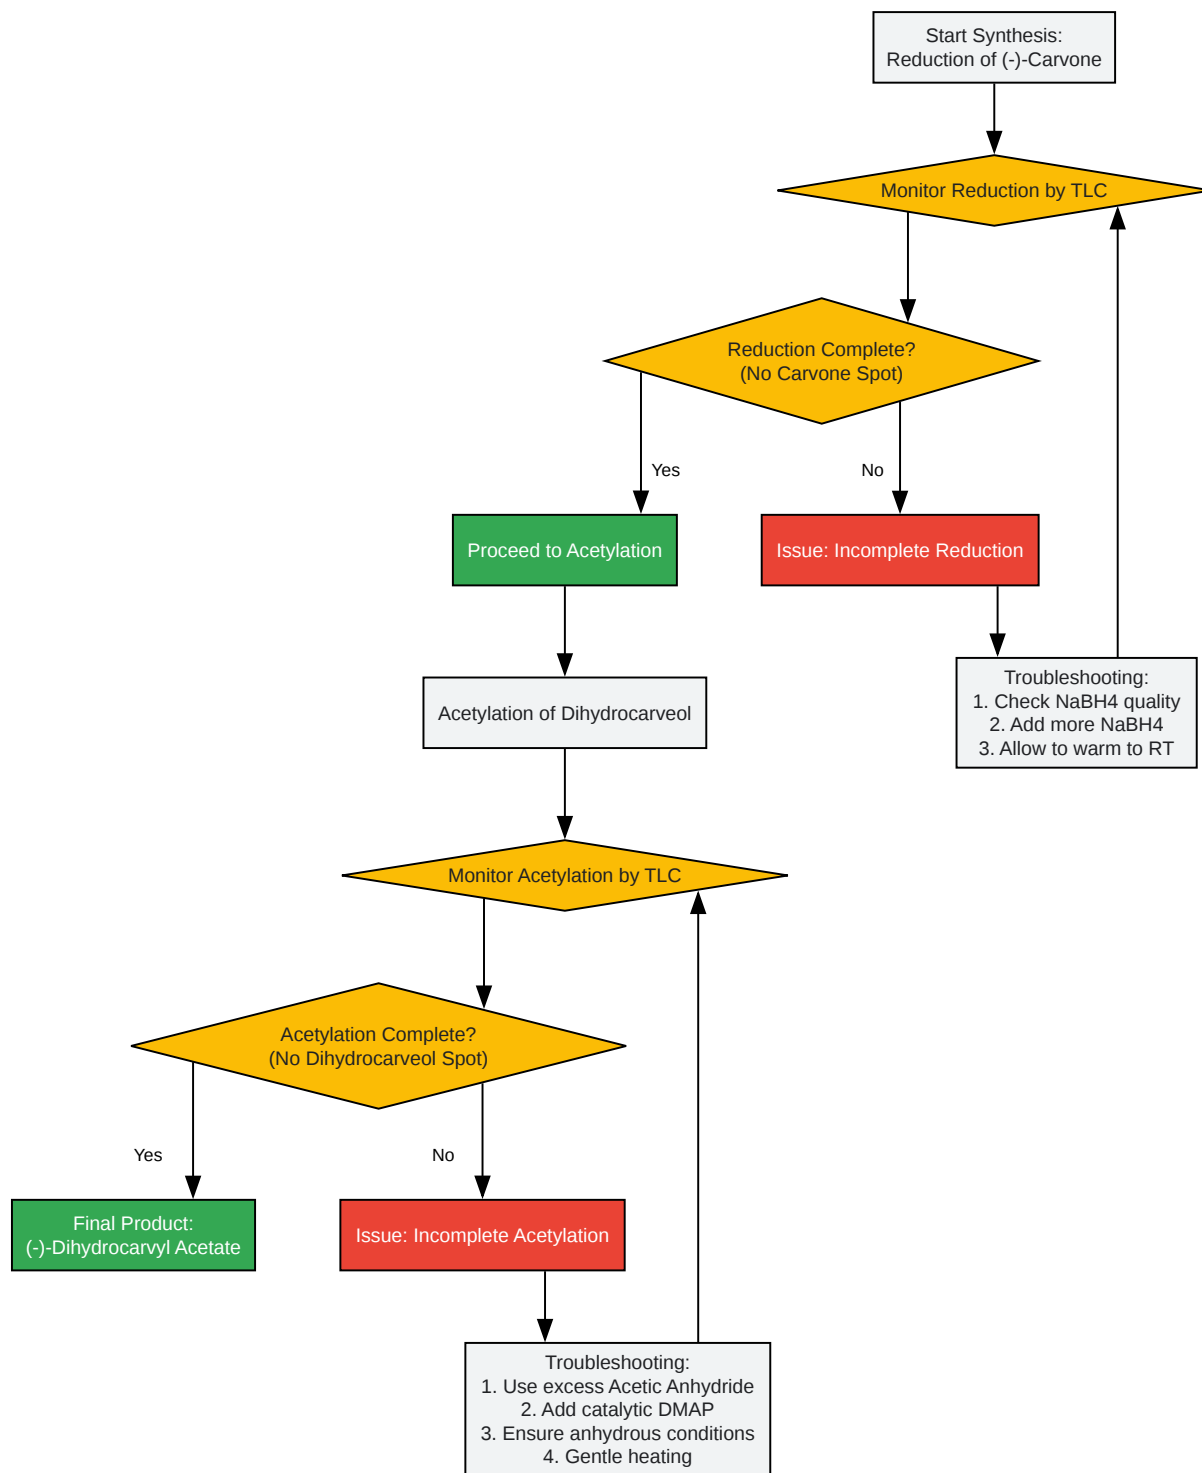 Start Synthesis:
Reduction of (-)-Carvone
Monitor Reduction by TLC
Reduction Complete?
(No Carvone Spot)
Yes
No
Proceed to Acetylation
Issue: Incomplete Reduction
Troubleshooting:
1. Check NaBH4 quality
2. Add more NaBH4
3. Allow to warm to RT
Acetylation of Dihydrocarveol
Monitor Acetylation by TLC
Acetylation Complete?
(No Dihydrocarveol Spot)
Yes
No
Final Product:
(-)-Dihydrocarvyl Acetate
Issue: Incomplete Acetylation
Troubleshooting:
1. Use excess Acetic Anhydride
2. Add catalytic DMAP
3. Ensure anhydrous conditions
4. Gentle heating